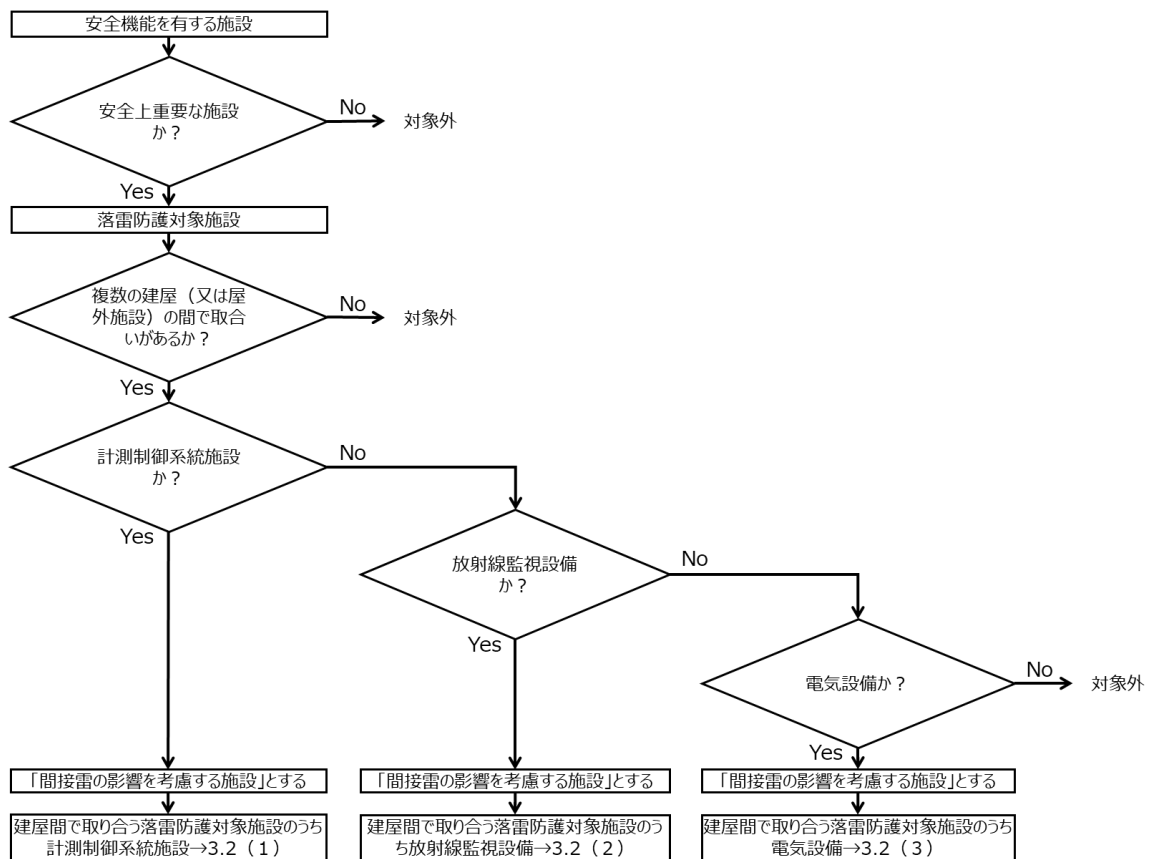 安全機能を有する施設
安全上重要な施設
か？
No
対象外
Yes
落雷防護対象施設
複数の建屋（又は屋
外施設）の間で取合
いがあるか？
No
対象外
Yes
計測制御系統施設
か？
No
Yes
放射線監視設備
か？
No
Yes
電気設備か？
No
対象外
Yes
「間接雷の影響を考慮する施設」とする
「間接雷の影響を考慮する施設」とする
「間接雷の影響を考慮する施設」とする
建屋間で取り合う落雷防護対象施設のうち
計測制御系統施設→3.2（１）
建屋間で取り合う落雷防護対象施設のう
ち放射線監視設備→3.2（２）
建屋間で取り合う落雷防護対象施設のうち
電気設備→3.2（３）